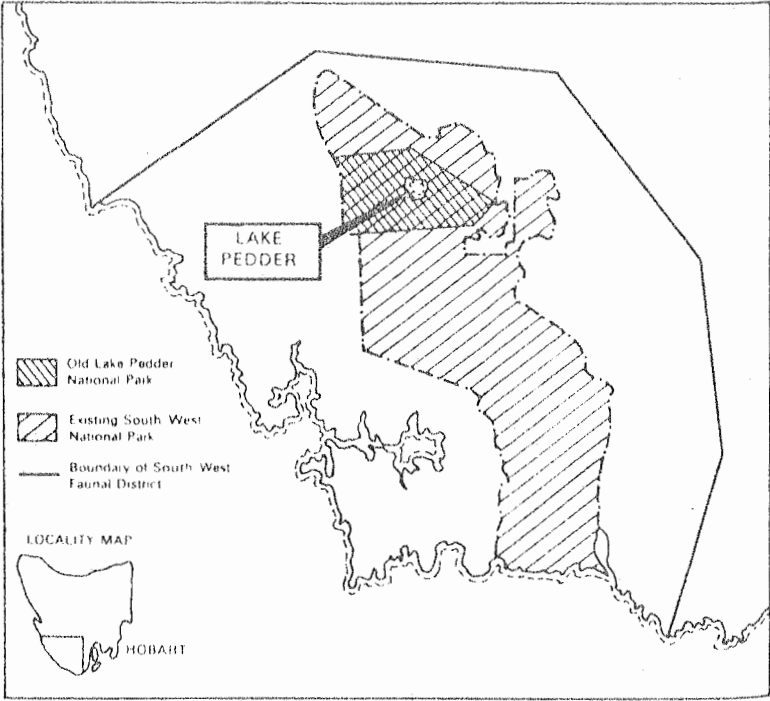 LAKE
PEDDER
Old Lake Pedder
National Park
Existing South West
National Park
Boundary of South West
Faunal District
LOCALITY MAP
HOBART